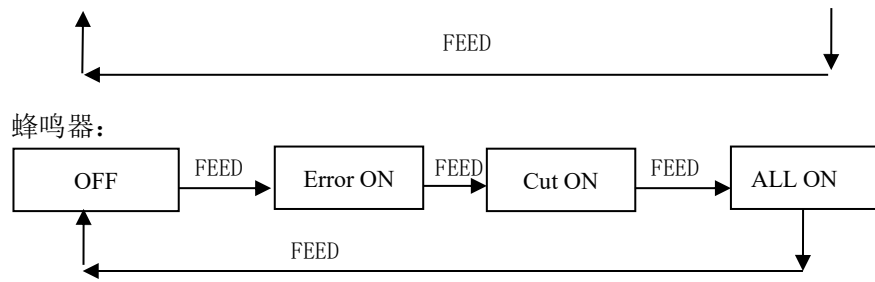 FEED
蜂鸣器：
OFF FEED Error ON FEED Cut ON FEED ALL ON
FEED